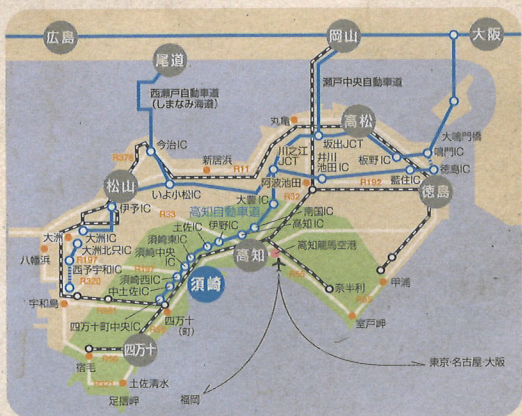 広島
岡山
大阪
尾道
西瀬戸自動車道
(しまなみ海道)
瀬戸中央自動車道
丸亀
高松
大鳴門橋
今治IC
R11
新居浜
川之江
JCT
坂出JCT
井川
池田IC
板野IC
鳴門IC
徳島IC
藍住IC
松山
いよ小松IC
阿波池田
R192
徳島
伊予IC
大豊IC
R32
R33
高知自動車道
南国IC
高知IC
土佐IC
伊野IC
大洲
大洲IC
大洲北只IC
須崎東IC
須崎中央
IC
高知
高知龍馬空港
八幡浜
R197
西予宇和IC
R320
須崎西IC
須崎
中土佐IC
R55
奈半利
甲浦
宇和島
R381
四万十町中央IC
四万十
(町)
室戸岬
四万十
R56
宿毛
土佐清水
足摺岬
福岡
東京・名古屋・大阪